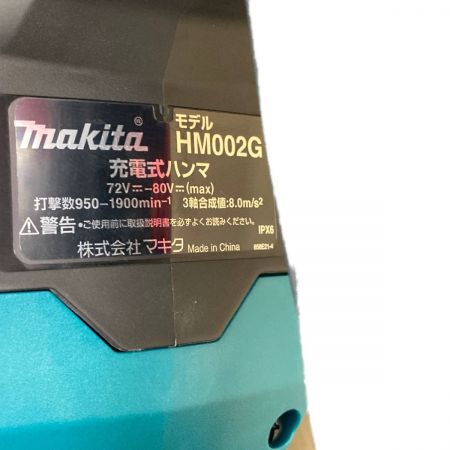 makita® モデル HM002G
充電式ハンマ
72V⎓-80V⎓(max)
打撃数950-1900min⁻¹ 3軸合成値:8.0m/s²
⚠警告 •ご使用前に取扱説明書を必ずよくお読みください。
IPX6
株式会社マキタ Made in China